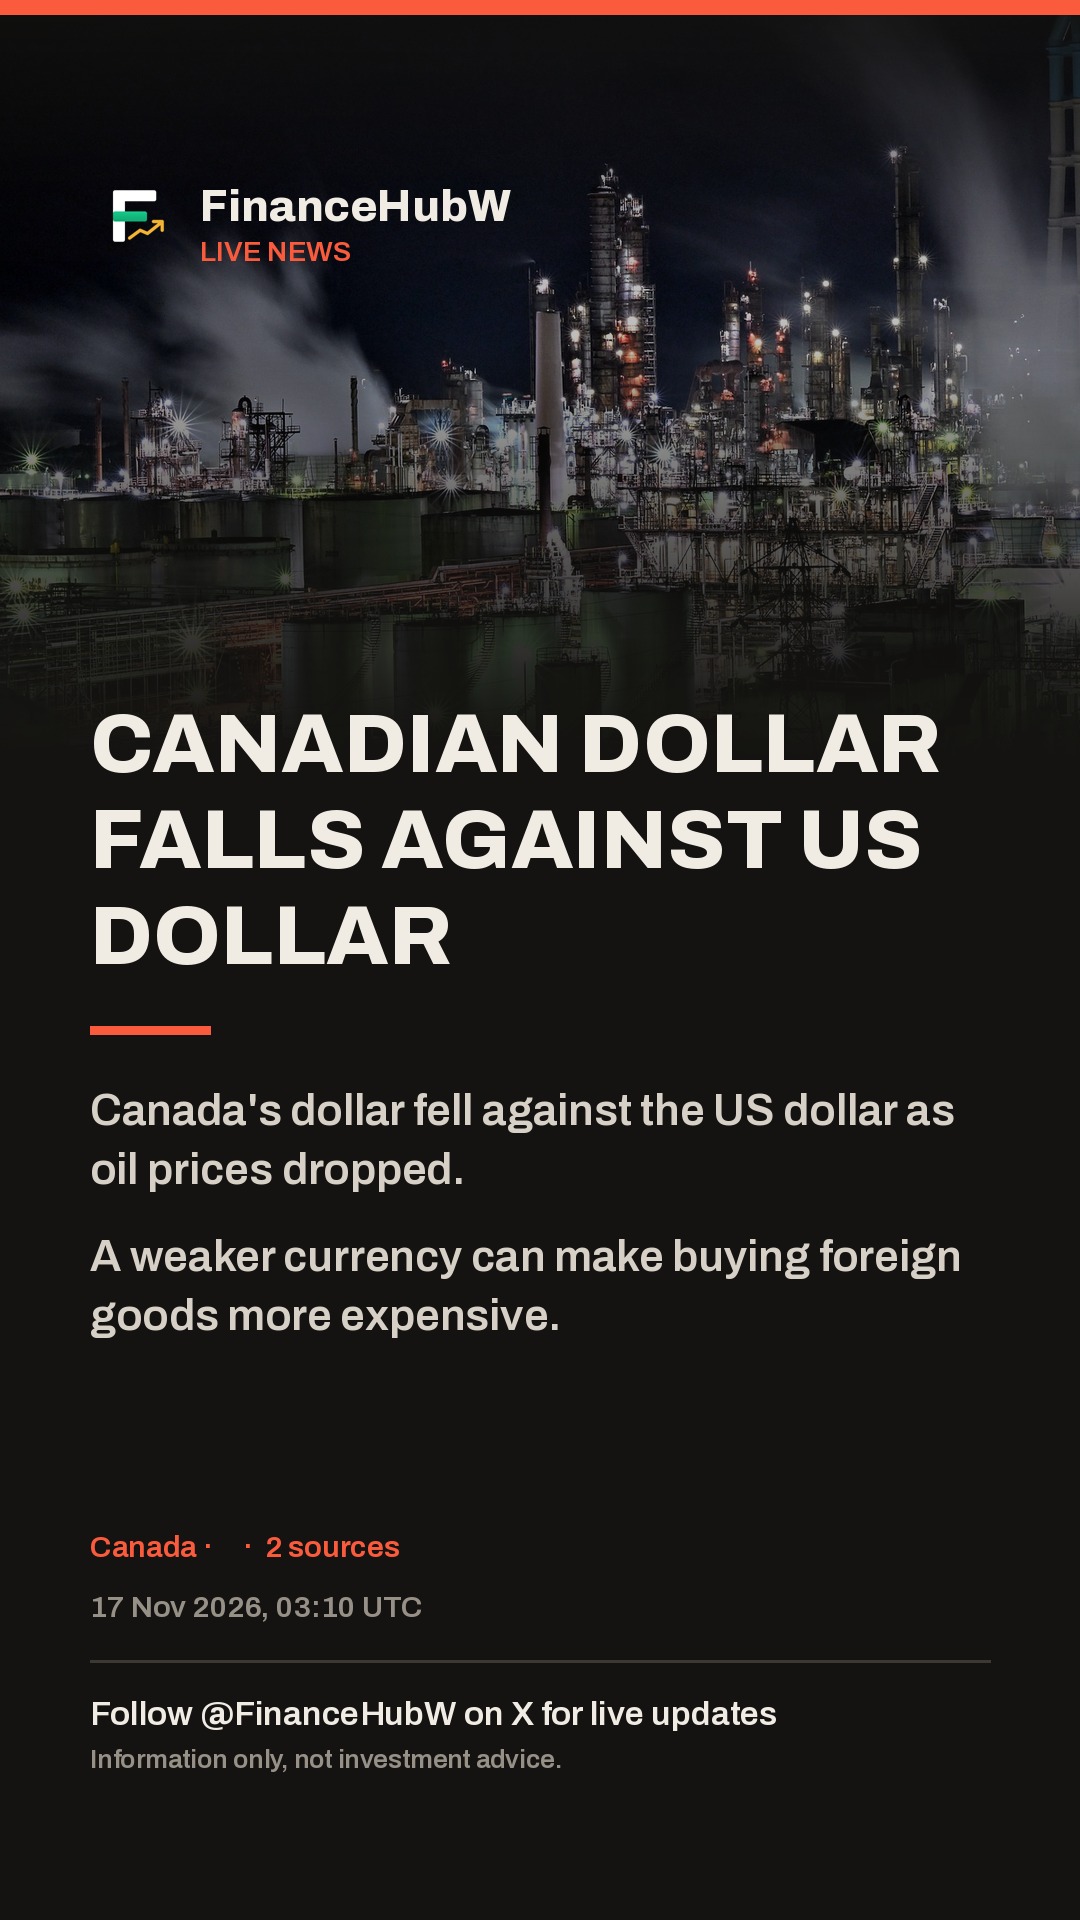 FinanceHubW
LIVE NEWS
CANADIAN DOLLAR
FALLS AGAINST US
DOLLAR
Canada's dollar fell against the US dollar as
oil prices dropped.
A weaker currency can make buying foreign
goods more expensive.
Canada · · 2 sources
17 Nov 2026, 03:10 UTC
Follow @FinanceHubW on X for live updates
Information only, not investment advice.